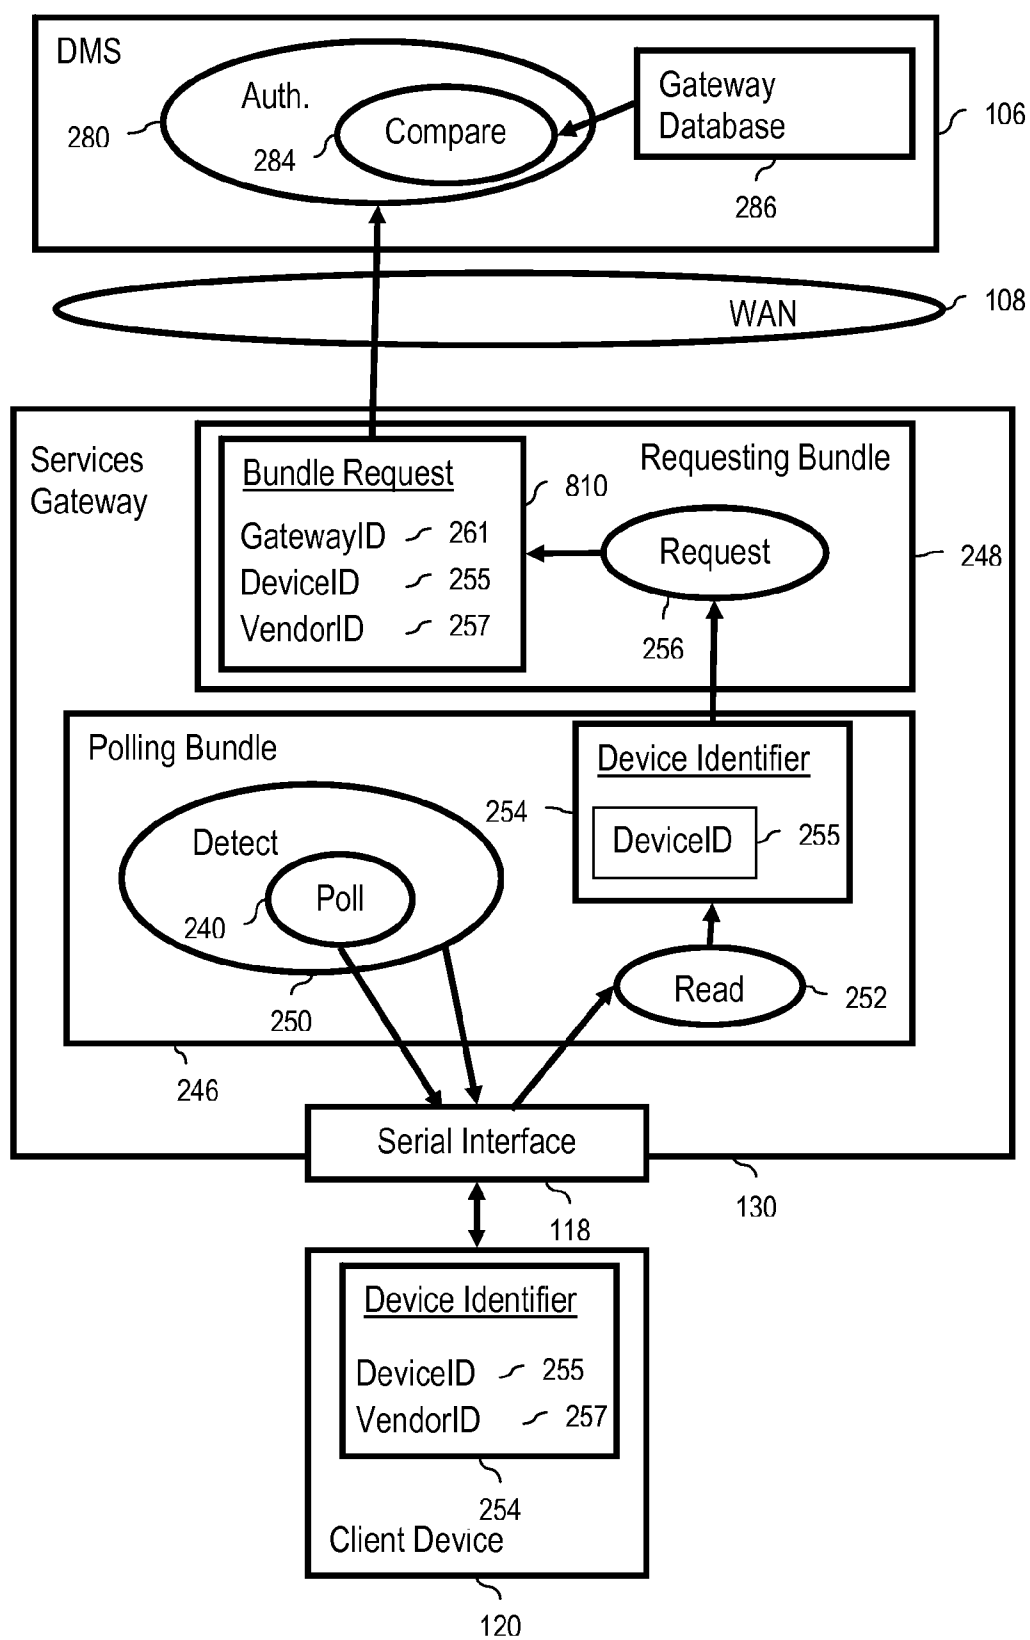 DMS
Auth.
280
Compare
284
Gateway
Database
286
106
WAN
108
Services
Gateway
Bundle Request
GatewayID 261
DeviceID 255
VendorID 257
810
Requesting Bundle
Request
256
248
Polling Bundle
Detect
Poll
240
250
246
Device Identifier
254
DeviceID
255
Read
252
Serial Interface
118
130
Device Identifier
DeviceID 255
VendorID 257
254
Client Device
120